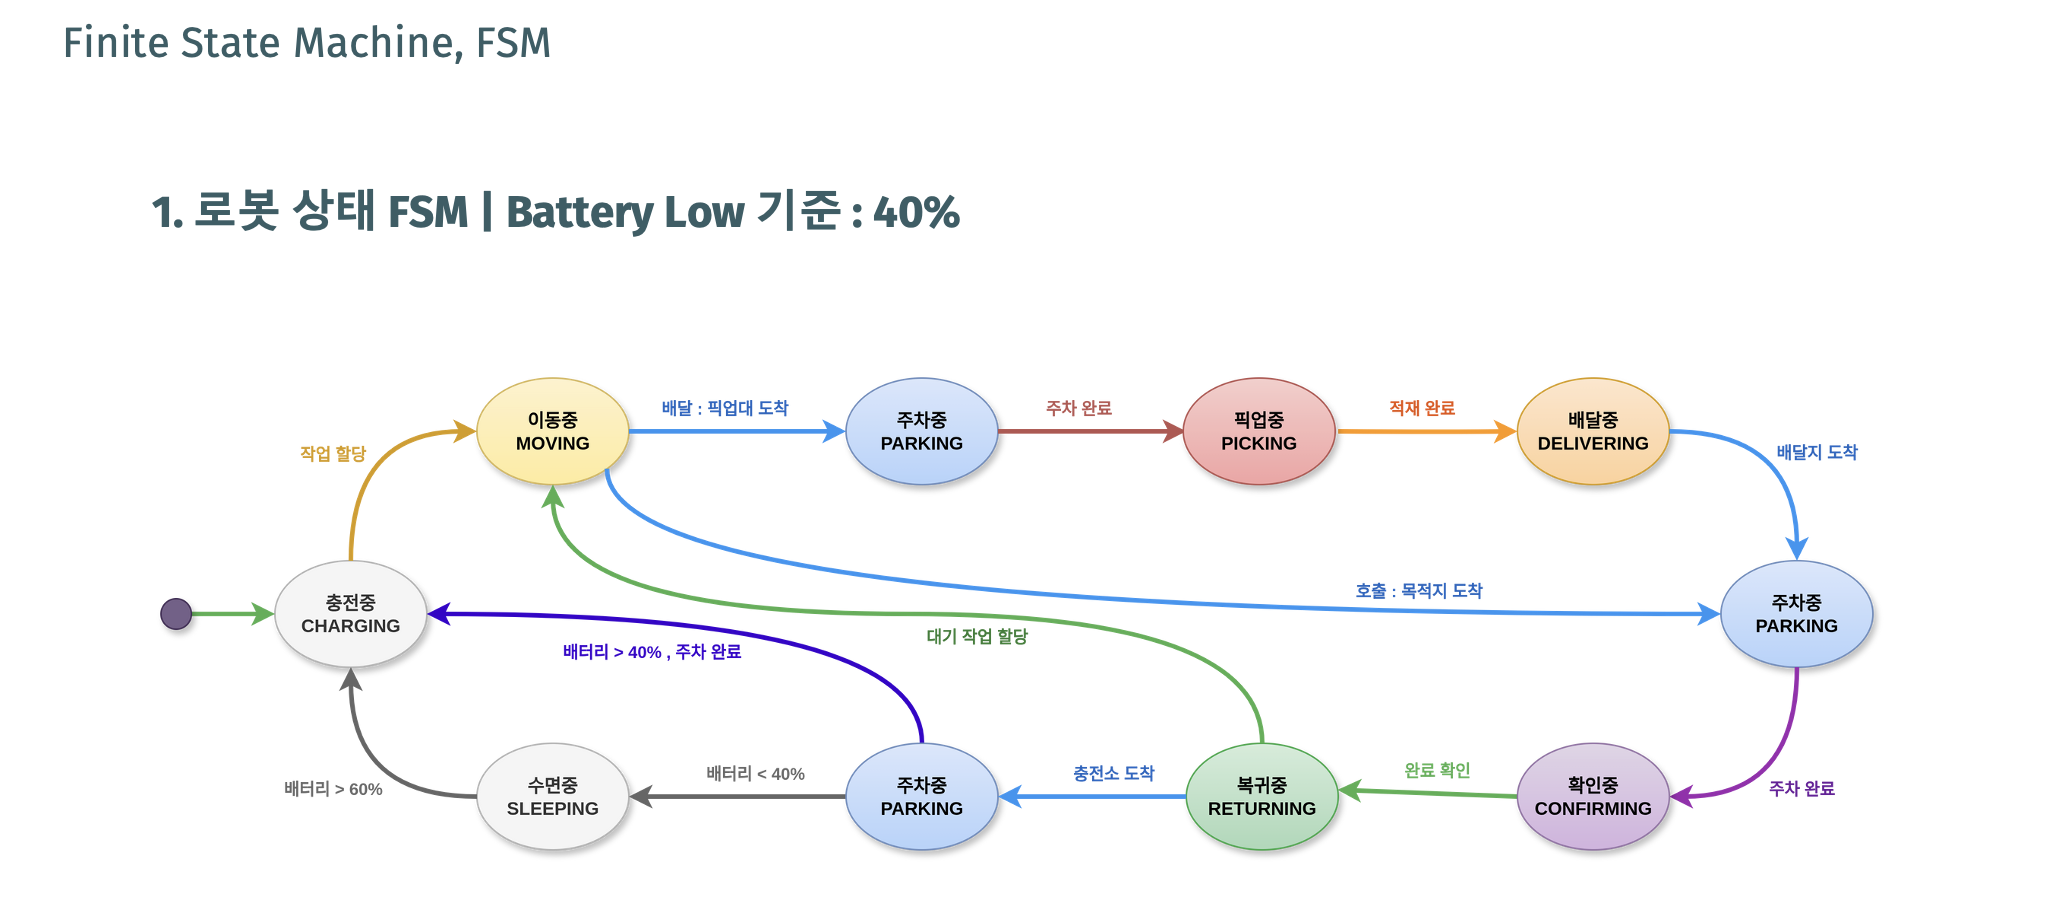 Finite State Machine, FSM
1. 로봇 상태 FSM | Battery Low 기준 : 40%
이동중
MOVING
배달 : 픽업대 도착
주차중
PARKING
주차 완료
픽업중
PICKING
적재 완료
배달중
DELIVERING
작업 할당
배달지 도착
충전중
CHARGING
호출 : 목적지 도착
주차중
PARKING
대기 작업 할당
배터리 > 40% , 주차 완료
배터리 > 60%
수면중
SLEEPING
배터리 < 40%
주차중
PARKING
충전소 도착
복귀중
RETURNING
완료 확인
확인중
CONFIRMING
주차 완료